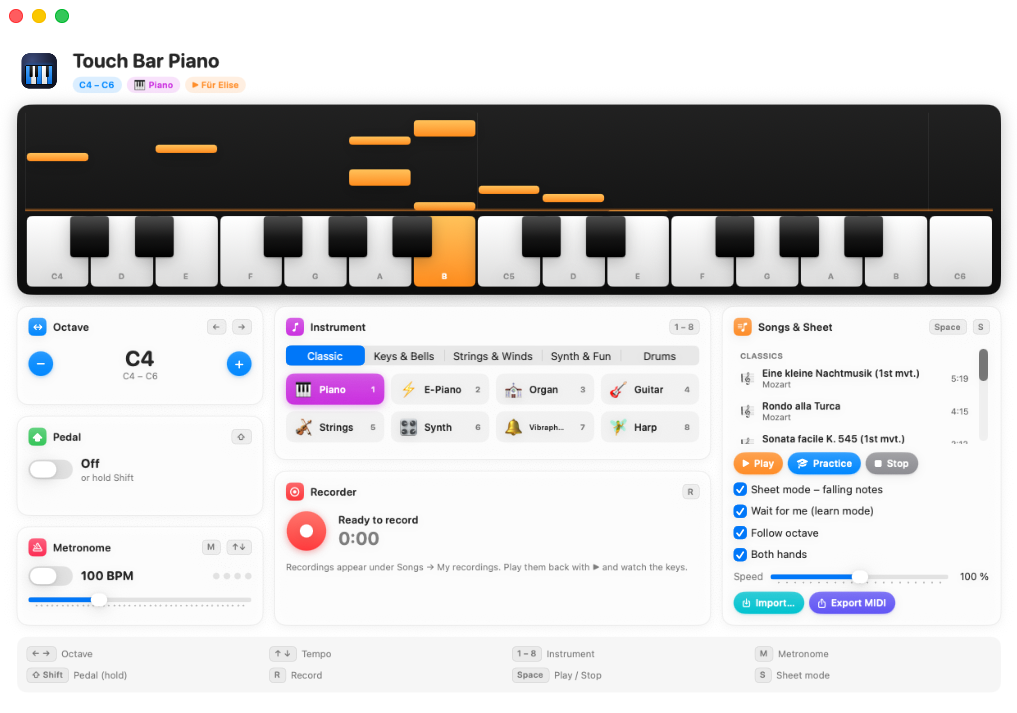 Touch Bar Piano
C4 – C6 Piano Für Elise
C4 D E F G A B C5 D E F G A B C6
Octave ← →
C4
C4 – C6
Pedal
Off
or hold Shift
Metronome M ↑↓
100 BPM
Instrument 1 – 8
Classic Keys & Bells Strings & Winds Synth & Fun Drums
Piano 1 E-Piano 2 Organ 3 Guitar 4
Strings 5 Synth 6 Vibraph... 7 Harp 8
Recorder R
Ready to record
0:00
Recordings appear under Songs → My recordings. Play them back with ▶ and watch the keys.
Songs & Sheet Space S
CLASSICS
Eine kleine Nachtmusik (1st mvt.) 5:19
Mozart
Rondo alla Turca 4:15
Mozart
Sonata facile K. 545 (1st mvt.)
Play Practice Stop
Sheet mode – falling notes
Wait for me (learn mode)
Follow octave
Both hands
Speed 100 %
Import... Export MIDI
← → Octave ↑ ↓ Tempo 1 – 8 Instrument M Metronome
⇧ Shift Pedal (hold) R Record Space Play / Stop S Sheet mode